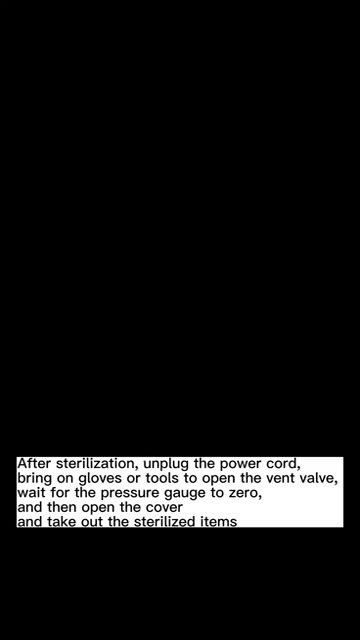 After sterilization, unplug the power cord,
bring on gloves or tools to open the vent valve,
wait for the pressure gauge to zero,
and then open the cover
and take out the sterilized items